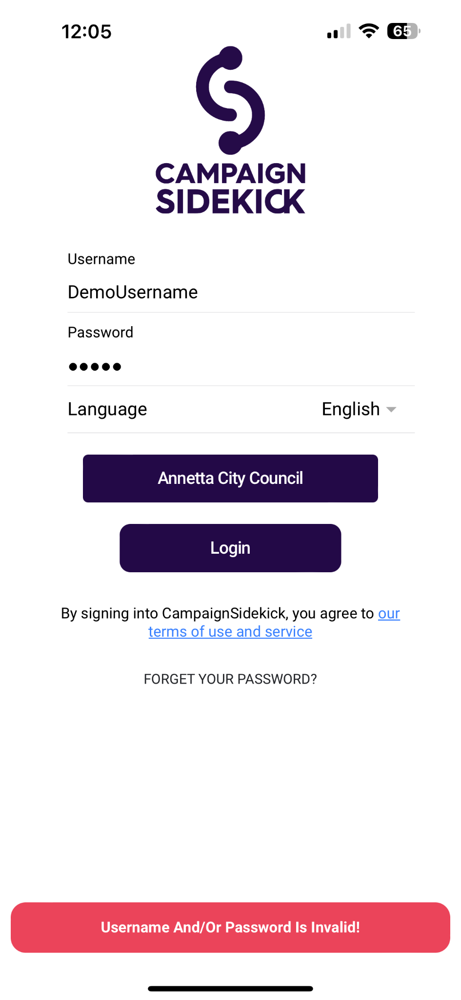 12:05
65
CAMPAIGN
SIDEKICK
Username
DemoUsername
Password
•••••
Language
English
Annetta City Council
Login
By signing into CampaignSidekick, you agree to our
terms of use and service
FORGET YOUR PASSWORD?
Username And/Or Password Is Invalid!